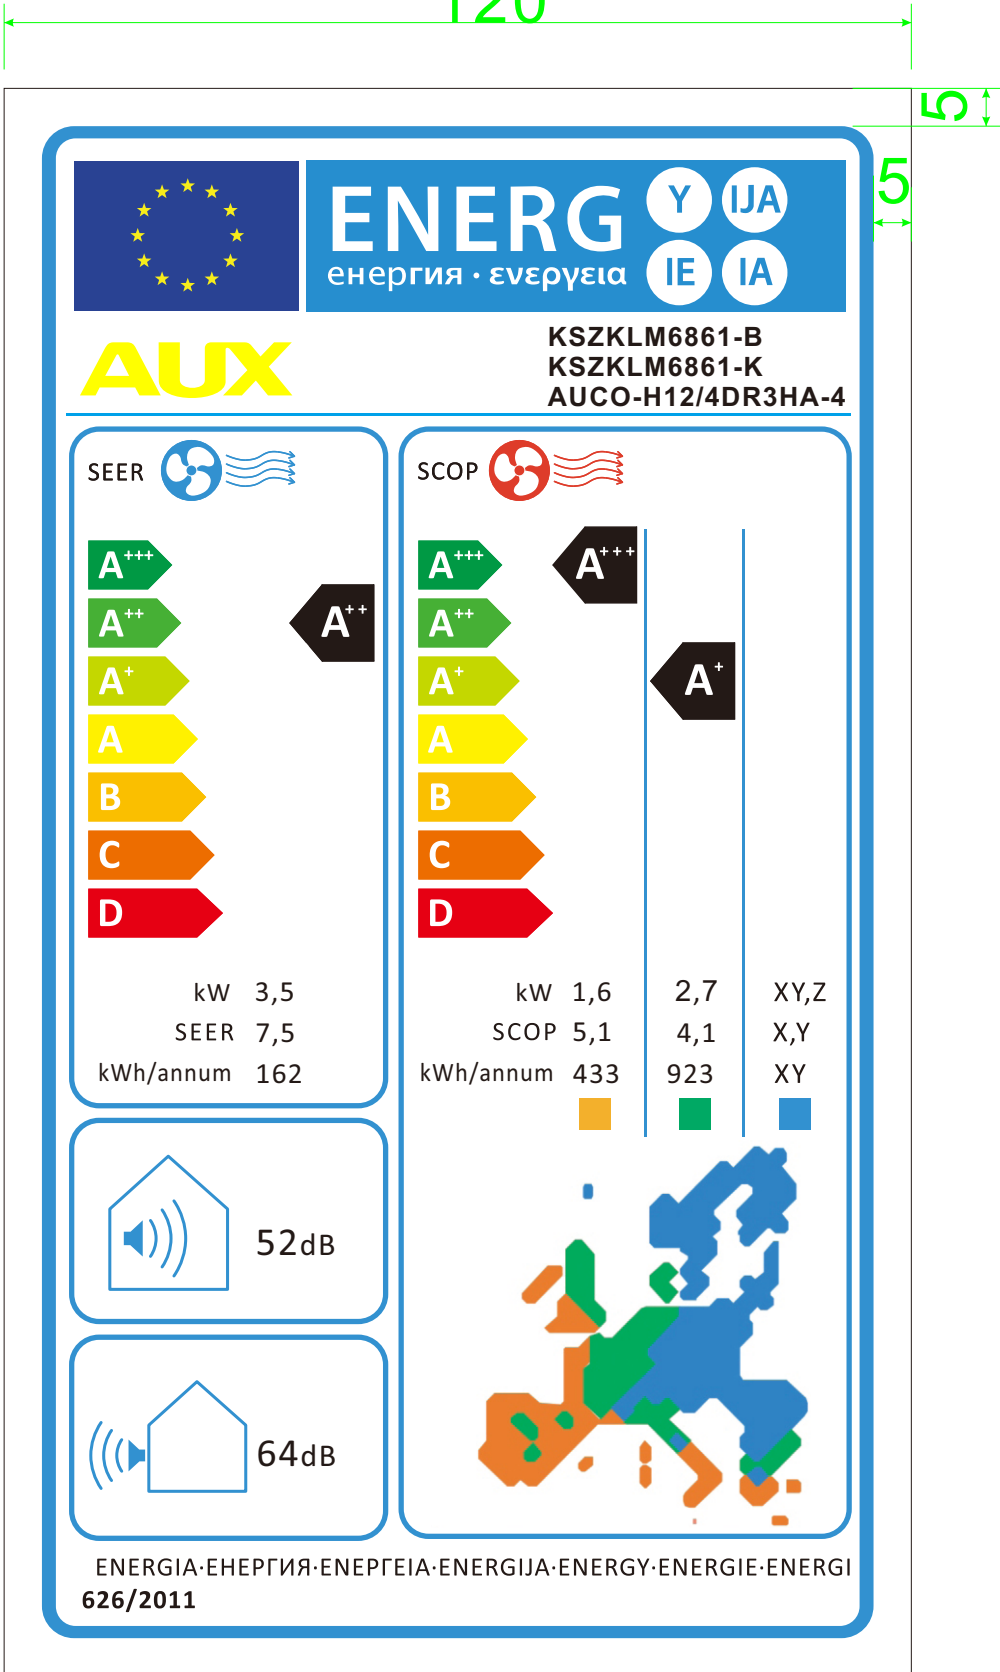 120
5
5
ENERG Y IJA
енергия · ενεργεια IE IA
AUX
KSZKLM6861-B
KSZKLM6861-K
AUCO-H12/4DR3HA-4
SEER
A+++
A++
A++
A+
A
B
C
D
kW 3,5
SEER 7,5
kWh/annum 162
SCOP
A+++
A+++
A++
A+
A+
A
B
C
D
kW 1,6 2,7 XY,Z
SCOP 5,1 4,1 X,Y
kWh/annum 433 923 XY
52dB
64dB
ENERGIA·ЕНЕРГИЯ·ΕΝΕΡΓΕΙΑ·ENERGIJA·ENERGY·ENERGIE·ENERGI
626/2011